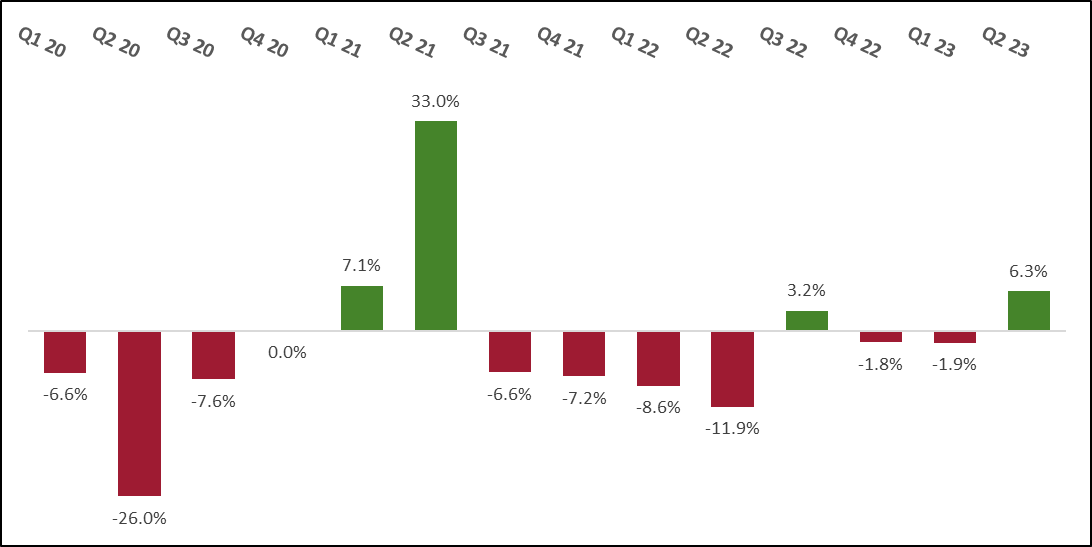 Q1 20
Q2 20
Q3 20
Q4 20
Q1 21
Q2 21
Q3 21
Q4 21
Q1 22
Q2 22
Q3 22
Q4 22
Q1 23
Q2 23
33.0%
7.1%
6.3%
3.2%
0.0%
-1.8%
-1.9%
-6.6%
-7.6%
-6.6%
-7.2%
-8.6%
-11.9%
-26.0%